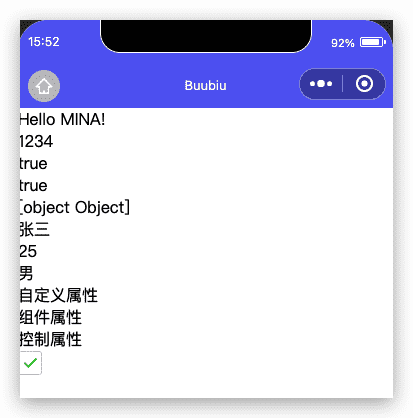 15:52
92%
Buubiu
Hello MINA!
1234
true
true
[object Object]
张三
25
男
自定义属性
组件属性
控制属性